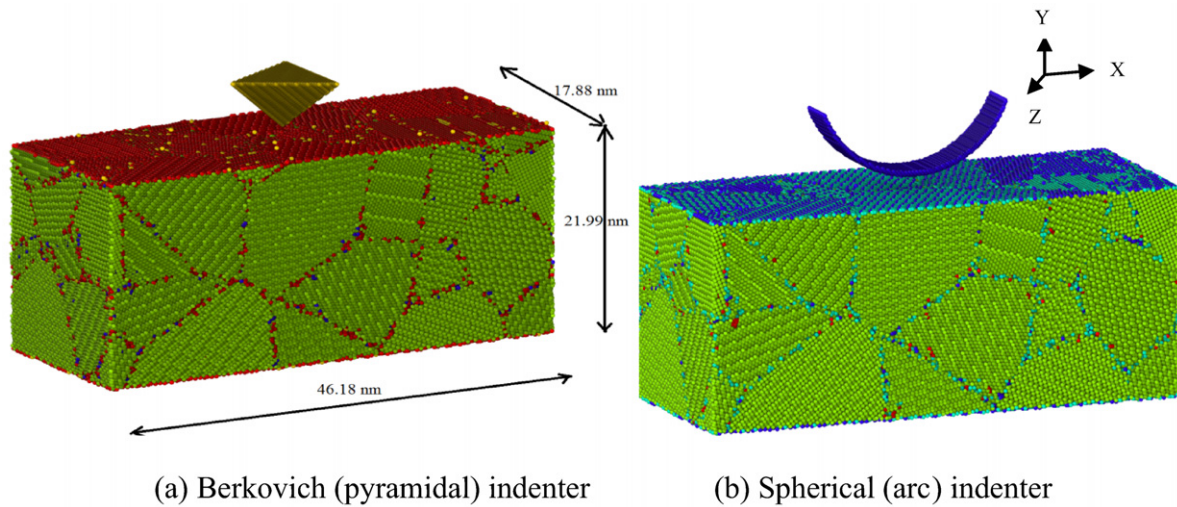 17.88 nm
21.99 nm
46.18 nm
(a) Berkovich (pyramidal) indenter
Y
X
Z
(b) Spherical (arc) indenter